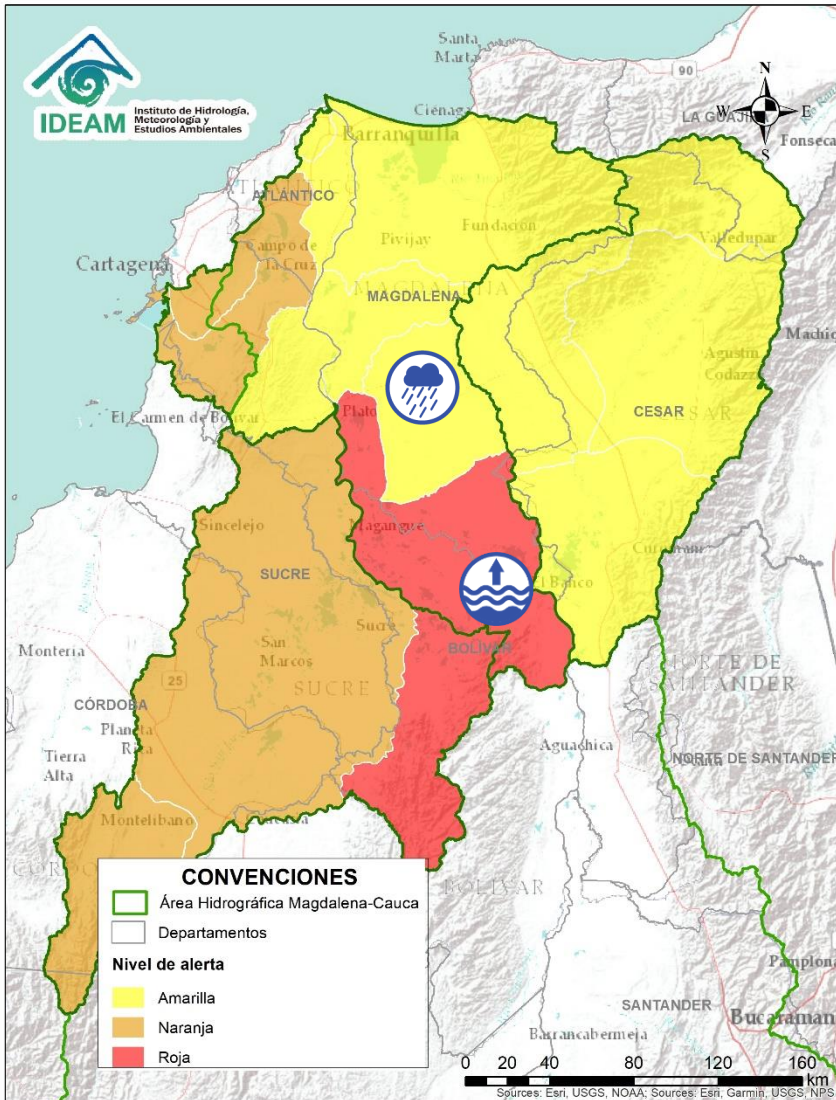 IDEAM
Instituto de Hidrología,
Meteorología y
Estudios Ambientales
Santa
Marta
90
N
W
E
S
LA GUAJI
Fonseca
Ciénaga
Barranquilla
ATLÁNTICO
Campo de
la Cruz
Pivijay
Fundación
Valledupar
Cartagena
MAGDALENA
Agustín
Codazzi
El Carmen de Bolívar
Plato
CESAR
Sincelejo
Magangué
SUCRE
El Banco
Montería
San
Marcos
Sucre
BOLÍVAR
SUCRE
25
NORTE DE
SANTANDER
CÓRDOBA
Planeta
Rica
Tierra
Alta
Aguachica
NORTE DE SANTANDER
Montelíbano
BOLÍVAR
CONVENCIONES
Área Hidrográfica Magdalena-Cauca
Departamentos
Nivel de alerta
Amarilla
Naranja
Roja
Pamplona
SANTANDER
Bucaraman
Barrancabermeja
0 20 40 80 120 160
km
Sources: Esri, USGS, NOAA; Sources: Esri, Garmin, USGS, NPS